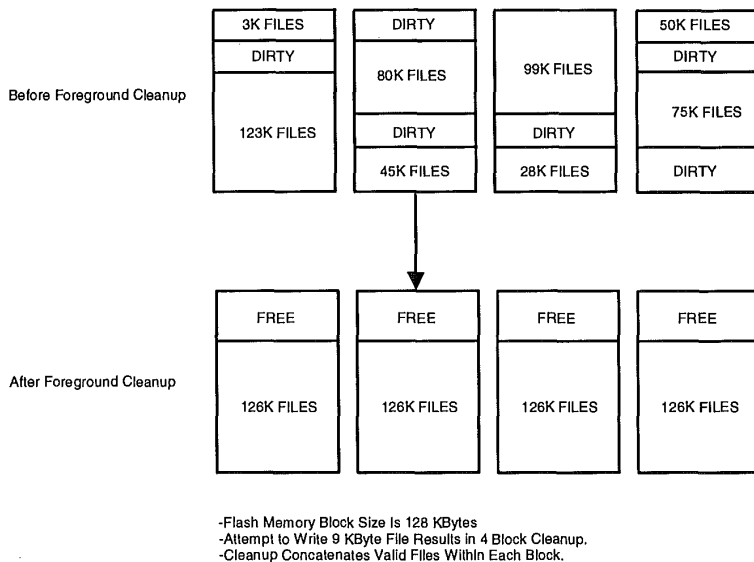 3K FILES
DIRTY
123K FILES
DIRTY
80K FILES
DIRTY
45K FILES
99K FILES
DIRTY
28K FILES
50K FILES
DIRTY
75K FILES
DIRTY
Before Foreground Cleanup
FREE
126K FILES
FREE
126K FILES
FREE
126K FILES
FREE
126K FILES
After Foreground Cleanup
-Flash Memory Block Size Is 128 KBytes
-Attempt to Write 9 KByte File Results in 4 Block Cleanup.
-Cleanup Concatenates Valid Files Within Each Block.